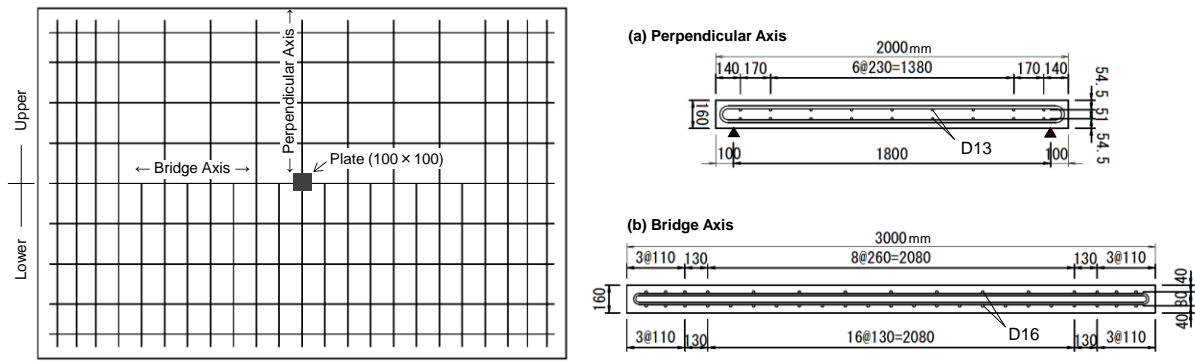 Upper
Lower
Perpendicular Axis→
← Bridge Axis →
Plate (100 × 100)
(a) Perpendicular Axis
2000mm
140 170 6@230=1380 170 140
160
54.5 51 54.5
D13
100 1800 100
(b) Bridge Axis
3000mm
3@110 130 8@260=2080 130 3@110
160
40 80 40
D16
3@110 130 16@130=2080 130 3@110